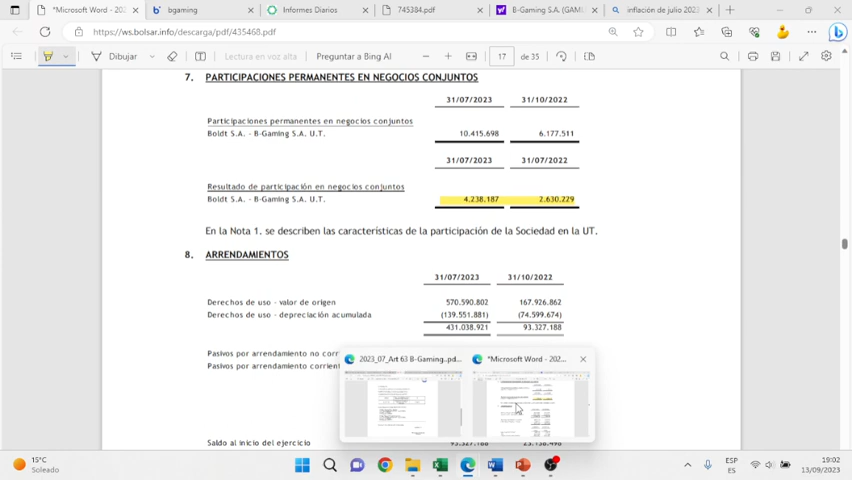 *Microsoft Word - 202
bgaming
Informes Diarios
745384.pdf
B-Gaming S.A. (GAM
inflación de julio 2023
https://ws.bolsar.info/descarga/pdf/435468.pdf
Dibujar
Lectura en voz alta
Preguntar a Bing AI
17
de 35
7. PARTICIPACIONES PERMANENTES EN NEGOCIOS CONJUNTOS
31/07/2023 31/10/2022
Participaciones permanentes en negocios conjuntos
Boldt S.A. - B-Gaming S.A. U.T. 10.415.698 6.177.511
31/07/2023 31/07/2022
Resultado de participación en negocios conjuntos
Boldt S.A. - B-Gaming S.A. U.T. 4.238.187 2.630.229
En la Nota 1. se describen las características de la participación de la Sociedad en la UT.
8. ARRENDAMIENTOS
31/07/2023 31/10/2022
Derechos de uso - valor de origen 570.590.802 167.926.862
Derechos de uso - depreciación acumulada (139.551.881) (74.599.674)
431.038.921 93.327.188
Pasivos por arrendamiento no corr
Pasivos por arrendamiento corrien
2023_07_Art 63 B-Gaming..pd...
*Microsoft Word - 202...
Saldo al inicio del ejercicio
15°C
Soleado
ESP
ES
19:02
13/09/2023